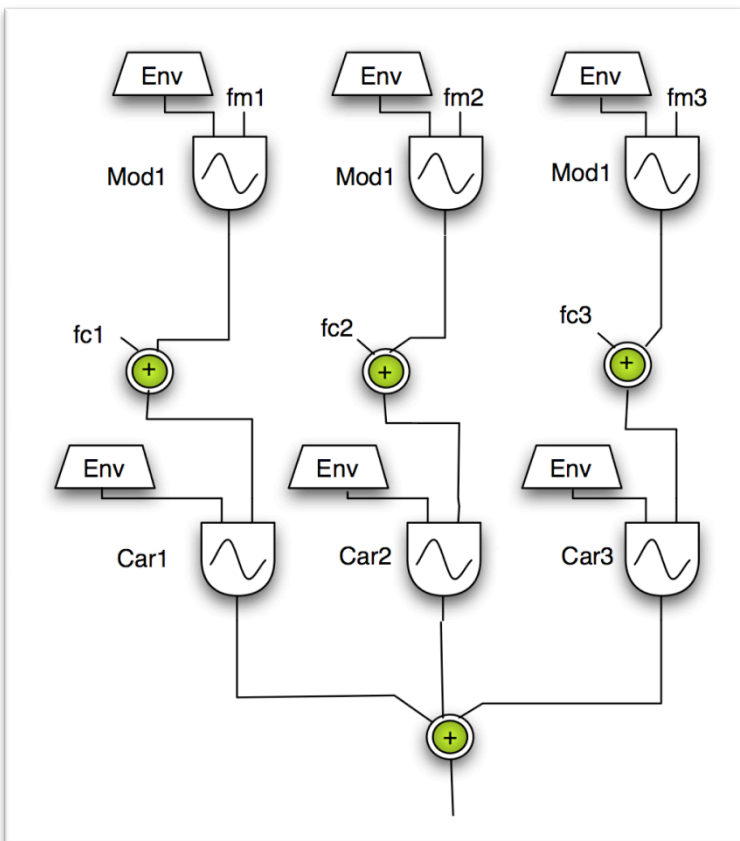 Env
Env
Env
fm1
fm2
fm3
Mod1
Mod1
Mod1
fc1
fc2
fc3
+
+
+
Env
Env
Env
Car1
Car2
Car3
+